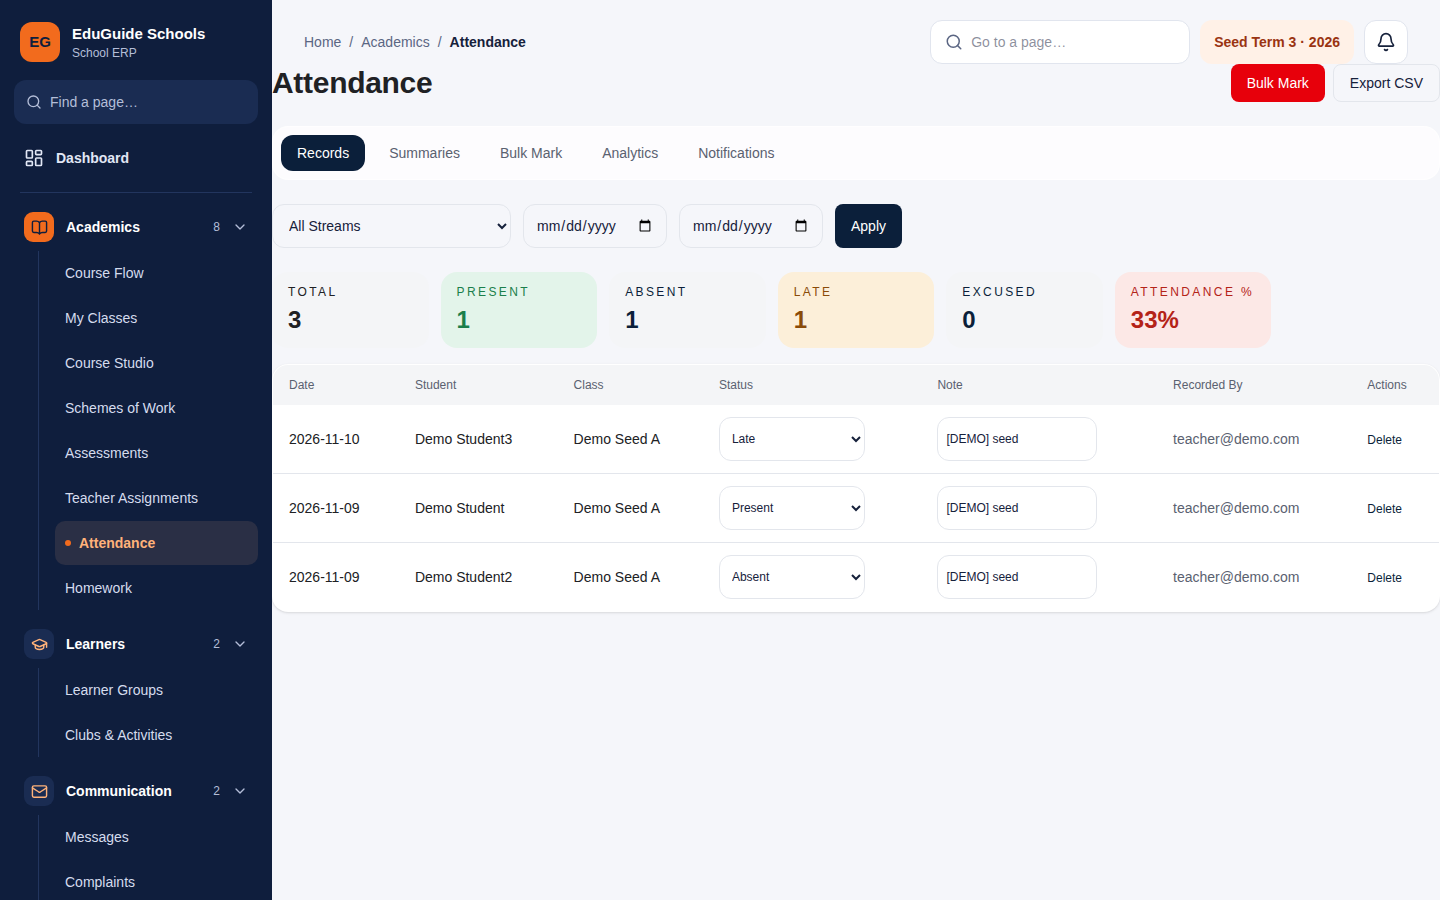 EG
EduGuide Schools
School ERP
Find a page…
Dashboard
Academics 8
Course Flow
My Classes
Course Studio
Schemes of Work
Assessments
Teacher Assignments
Attendance
Homework
Learners 2
Learner Groups
Clubs & Activities
Communication 2
Messages
Complaints
Home / Academics / Attendance
Go to a page…
Seed Term 3 · 2026
Attendance
Bulk Mark
Export CSV
Records Summaries Bulk Mark Analytics Notifications
All Streams mm/dd/yyyy mm/dd/yyyy Apply
TOTAL PRESENT ABSENT LATE EXCUSED ATTENDANCE %
3 1 1 1 0 33%
Date Student Class Status Note Recorded By Actions
2026-11-10 Demo Student3 Demo Seed A Late [DEMO] seed teacher@demo.com Delete
2026-11-09 Demo Student Demo Seed A Present [DEMO] seed teacher@demo.com Delete
2026-11-09 Demo Student2 Demo Seed A Absent [DEMO] seed teacher@demo.com Delete